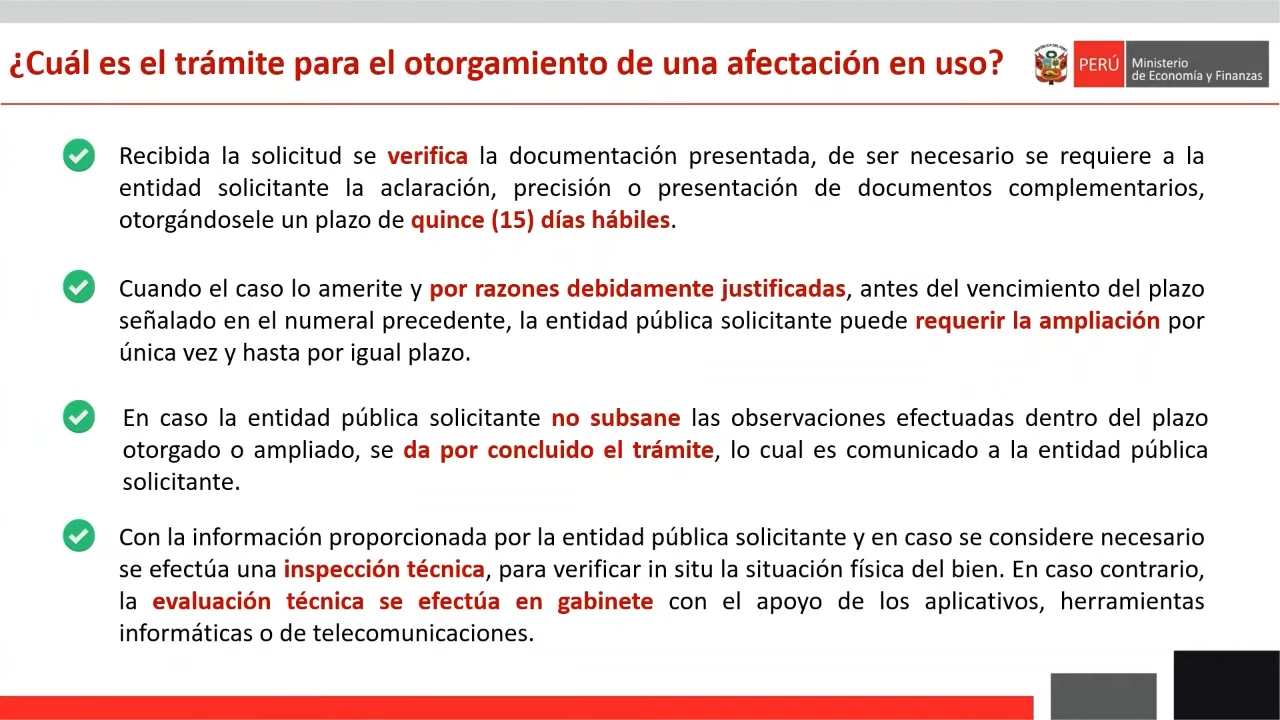 ¿Cuál es el trámite para el otorgamiento de una afectación en uso?
PERÚ
Ministerio
de Economía y Finanzas
Recibida la solicitud se verifica la documentación presentada, de ser necesario se requiere a la
entidad solicitante la aclaración, precisión o presentación de documentos complementarios,
otorgándosele un plazo de quince (15) días hábiles.
Cuando el caso lo amerite y por razones debidamente justificadas, antes del vencimiento del plazo
señalado en el numeral precedente, la entidad pública solicitante puede requerir la ampliación por
única vez y hasta por igual plazo.
En caso la entidad pública solicitante no subsane las observaciones efectuadas dentro del plazo
otorgado o ampliado, se da por concluido el trámite, lo cual es comunicado a la entidad pública
solicitante.
Con la información proporcionada por la entidad pública solicitante y en caso se considere necesario
se efectúa una inspección técnica, para verificar in situ la situación física del bien. En caso contrario,
la evaluación técnica se efectúa en gabinete con el apoyo de los aplicativos, herramientas
informáticas o de telecomunicaciones.